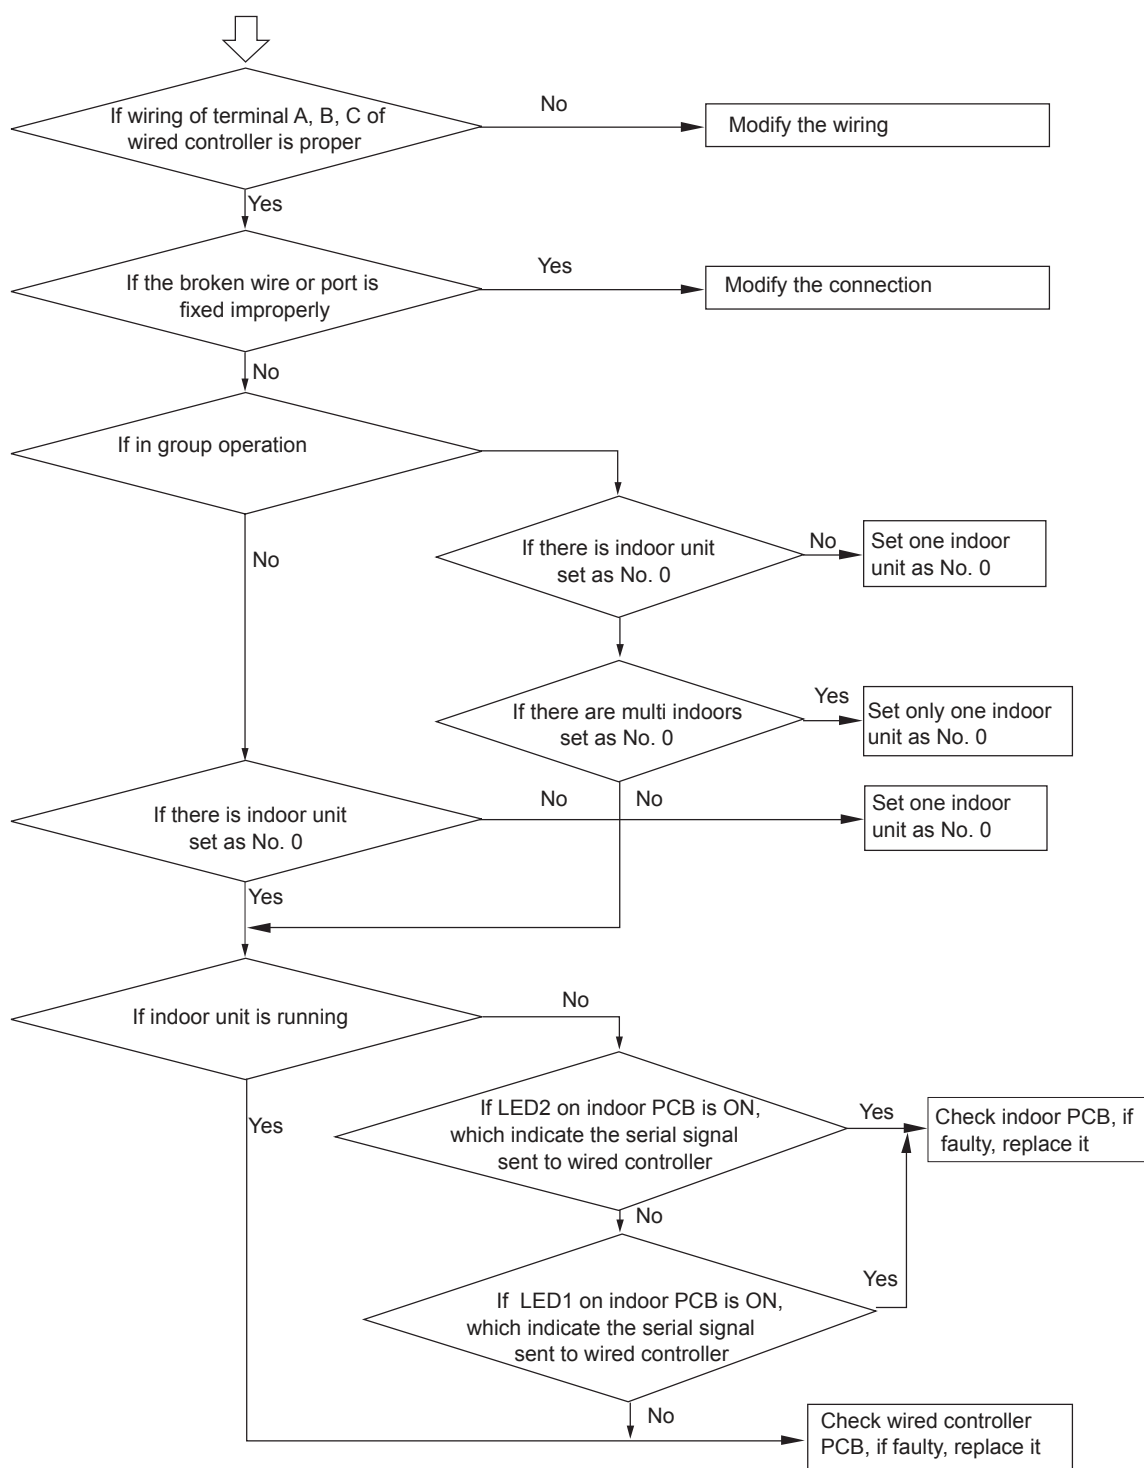 If wiring of terminal A, B, C of
wired controller is proper
No
Modify the wiring
Yes
If the broken wire or port is
fixed improperly
Yes
Modify the connection
No
If in group operation
No
If there is indoor unit
set as No. 0
No
Set one indoor
unit as No. 0
If there are multi indoors
set as No. 0
Yes
Set only one indoor
unit as No. 0
If there is indoor unit
set as No. 0
No
No
Set one indoor
unit as No. 0
Yes
If indoor unit is running
No
Yes
If LED2 on indoor PCB is ON,
which indicate the serial signal
sent to wired controller
Yes
Check indoor PCB, if
faulty, replace it
No
If LED1 on indoor PCB is ON,
which indicate the serial signal
sent to wired controller
Yes
No
Check wired controller
PCB, if faulty, replace it